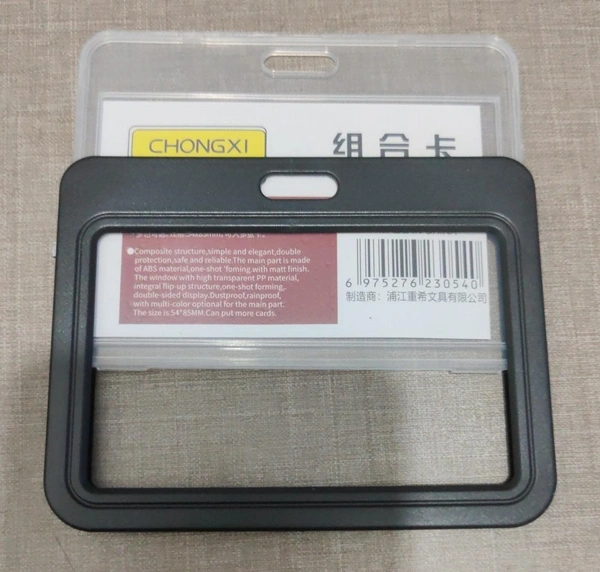 CHONGXI
组合卡
Composite structure,simple and elegant,double
protection,safe and reliable.The main part is made
of ABS material,one-shot 'forming,with matt finish.
The window with high transparent PP material,
integral flip-up structure,one-shot forming,
double-sided display.Dustproof,rainproof,
with multi-color optional for the main part.
The size is 54*85MM.Can put more cards.
6 975276 230540
制造商：浦江重希文具有限公司